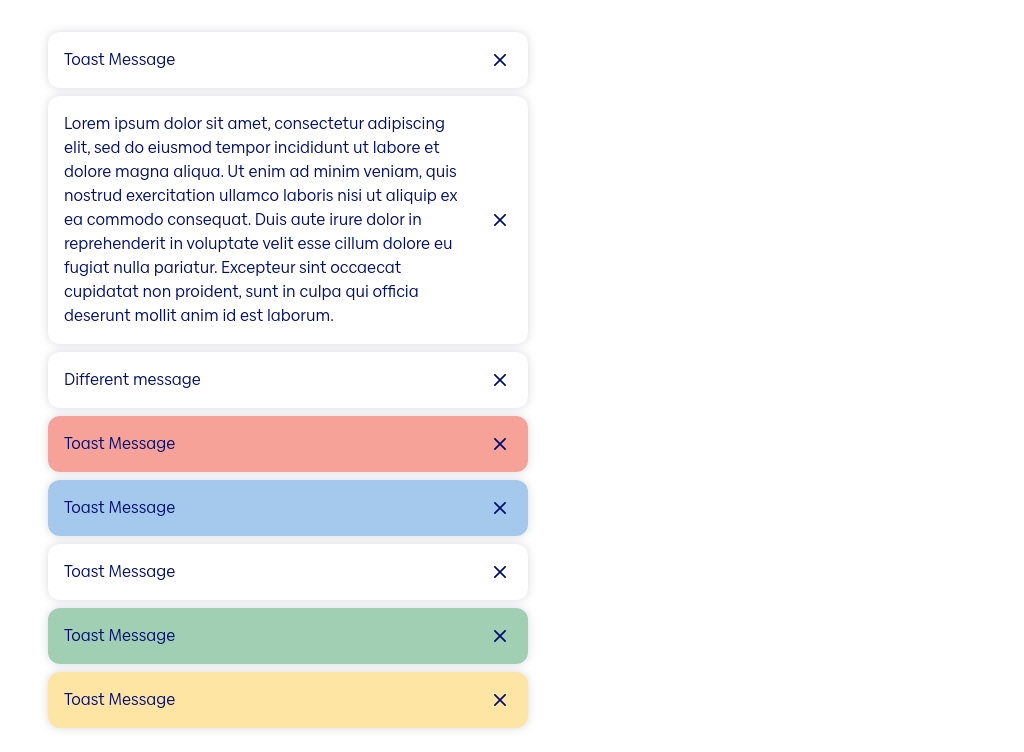 Toast Message
Lorem ipsum dolor sit amet, consectetur adipiscing
elit, sed do eiusmod tempor incididunt ut labore et
dolore magna aliqua. Ut enim ad minim veniam, quis
nostrud exercitation ullamco laboris nisi ut aliquip ex
ea commodo consequat. Duis aute irure dolor in
reprehenderit in voluptate velit esse cillum dolore eu
fugiat nulla pariatur. Excepteur sint occaecat
cupidatat non proident, sunt in culpa qui officia
deserunt mollit anim id est laborum.
Different message
Toast Message
Toast Message
Toast Message
Toast Message
Toast Message